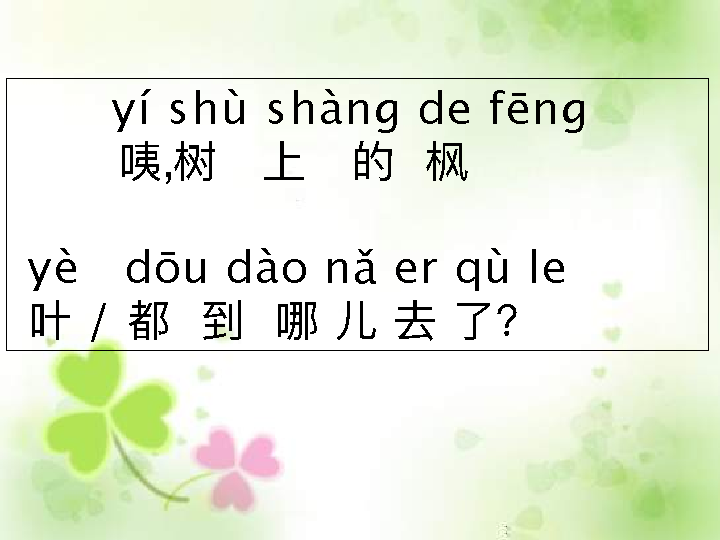 yí shù shàng de fēng
咦,树 上 的 枫
yè dōu dào nǎ er qù le
叶 / 都 到 哪 儿 去 了?